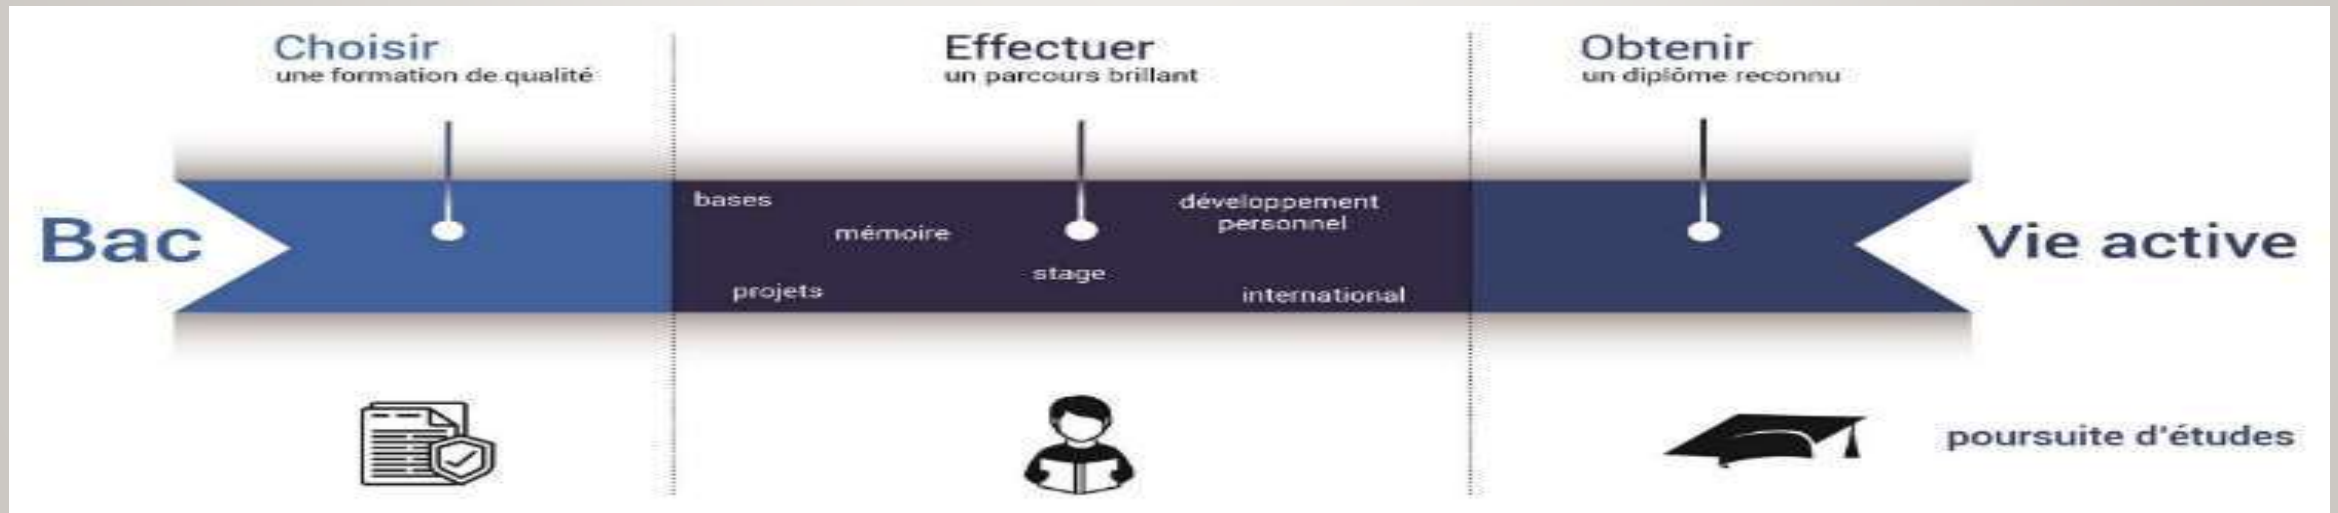 Choisir
une formation de qualité
Effectuer
un parcours brillant
Obtenir
un diplôme reconnu
Bac
bases
mémoire
projets
stage
développement
personnel
international
Vie active
poursuite d'études